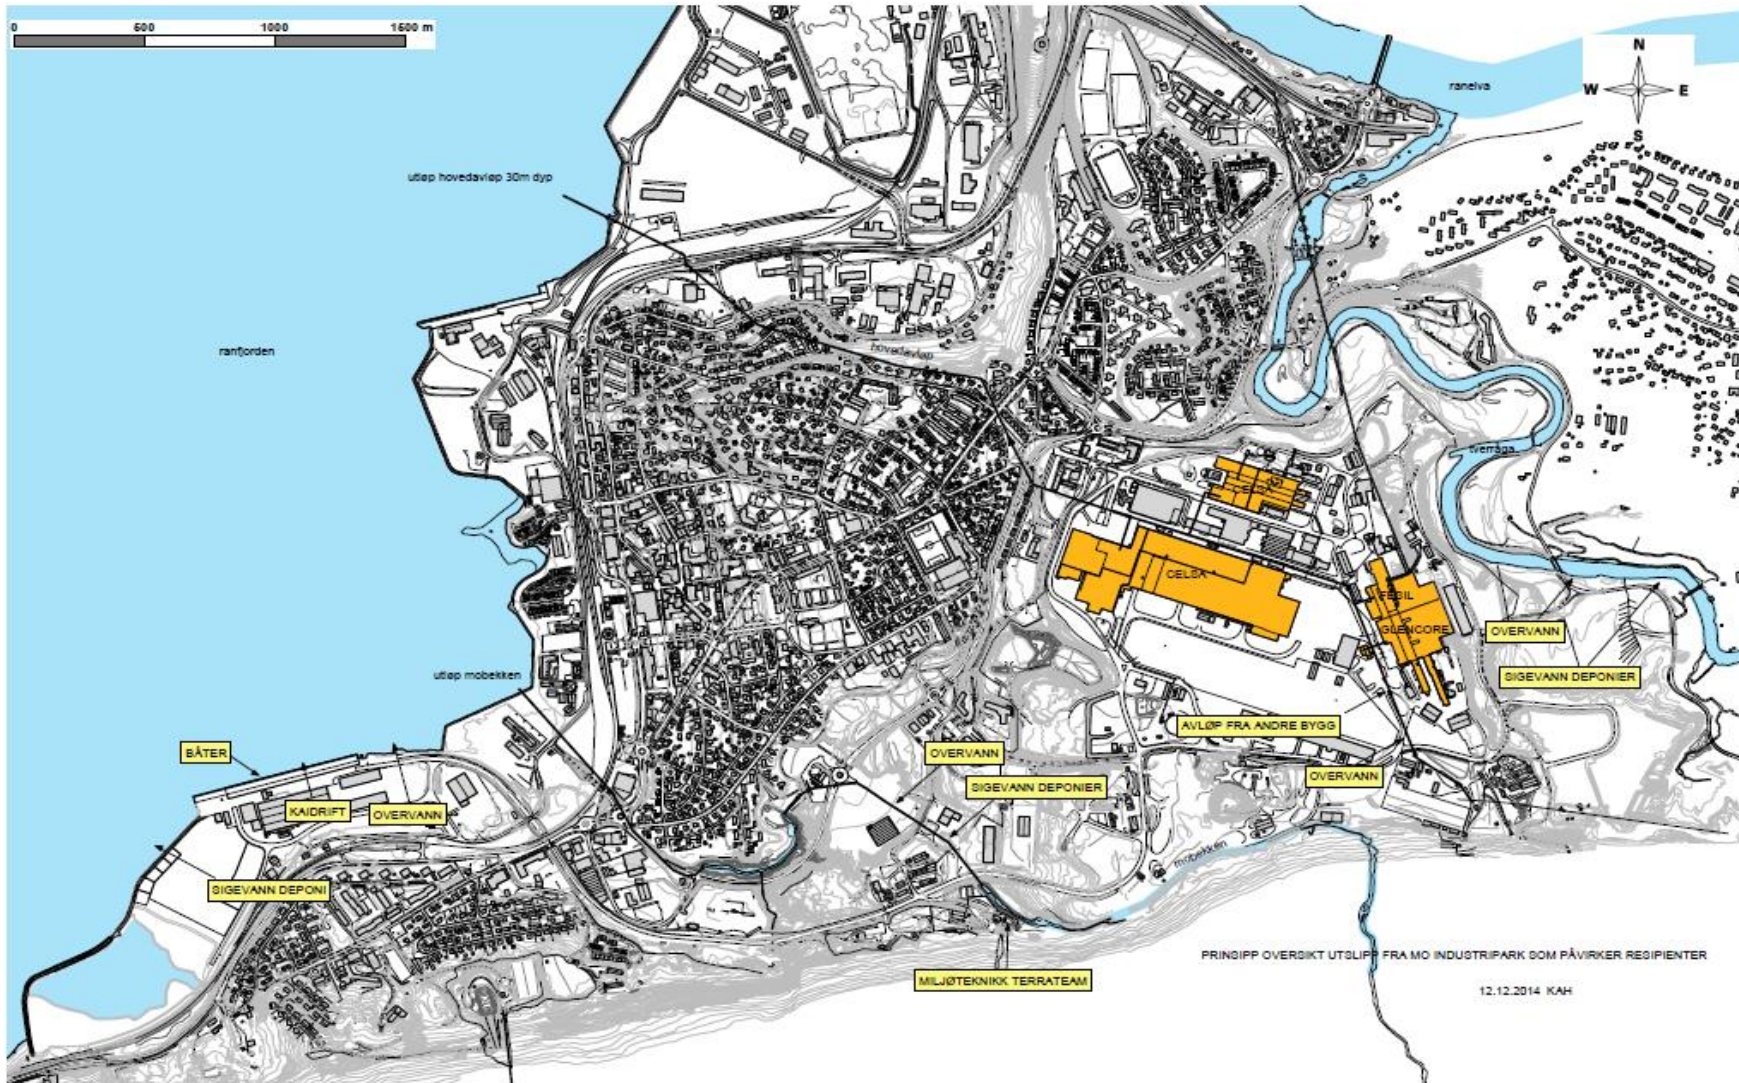 0 500 1000 1500 m
N
W E
S
ranelva
utløp hovedavløp 30m dyp
ranfjorden
hovedavløp
tverråga
CELSA
CELSA
FESIL
GLENCORE
OVERVANN
SIGEVANN DEPONIER
utløp mobekken
AVLØP FRA ANDRE BYGG
BÅTER
OVERVANN
OVERVANN
SIGEVANN DEPONIER
KAIDRIFT
OVERVANN
mobekken
SIGEVANN DEPONI
PRINSIPP OVERSIKT UTSLIPP FRA MO INDUSTRIPARK SOM PÅVIRKER RESIPIENTER
MILJØTEKNIKK TERRATEAM
12.12.2014 KAH